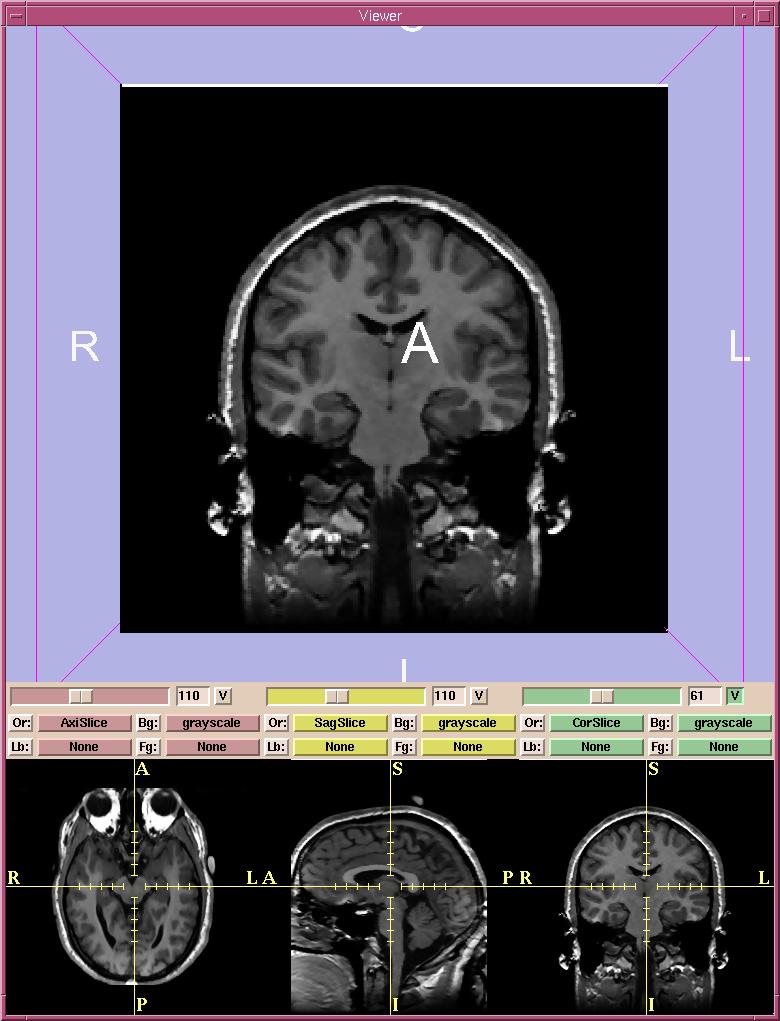 Viewer
S
R A L
I
110 V 110 V 61 V
Or: AxiSlice Bg: grayscale Or: SagSlice Bg: grayscale Or: CorSlice Bg: grayscale
Lb: None Fg: None Lb: None Fg: None Lb: None Fg: None
A S S
R L A P R L
P I I